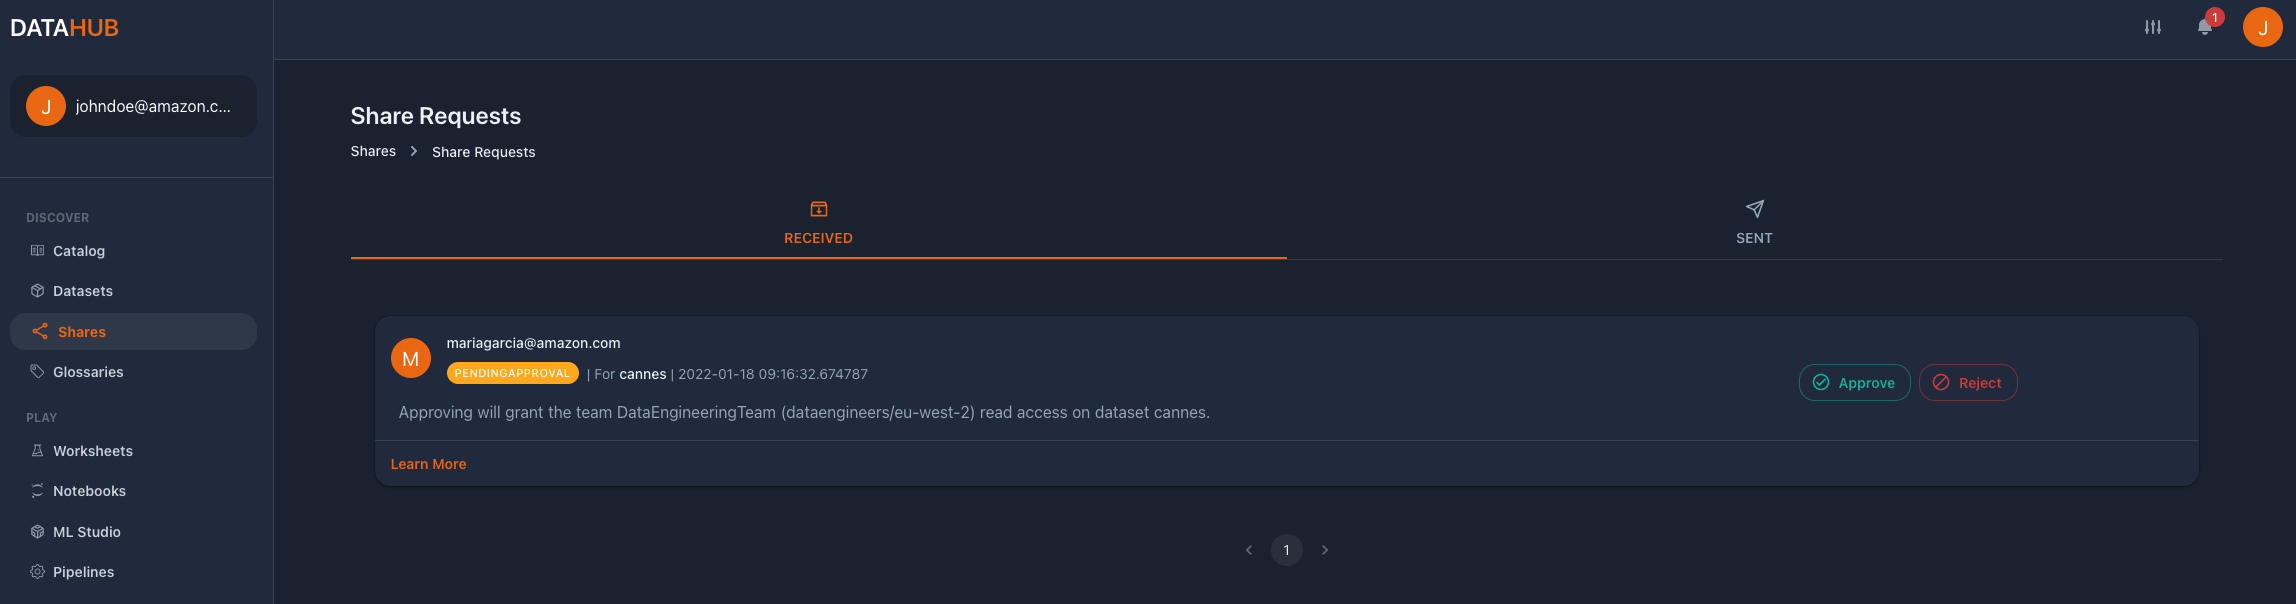 DATAHUB
1
J
J
johndoe@amazon.c...
DISCOVER
Catalog
Datasets
Shares
Glossaries
PLAY
Worksheets
Notebooks
ML Studio
Pipelines
Share Requests
Shares
Share Requests
RECEIVED
SENT
M
mariagarcia@amazon.com
PENDINGAPPROVAL | For cannes | 2022-01-18 09:16:32.674787
Approve
Reject
Approving will grant the team DataEngineeringTeam (dataengineers/eu-west-2) read access on dataset cannes.
Learn More
1